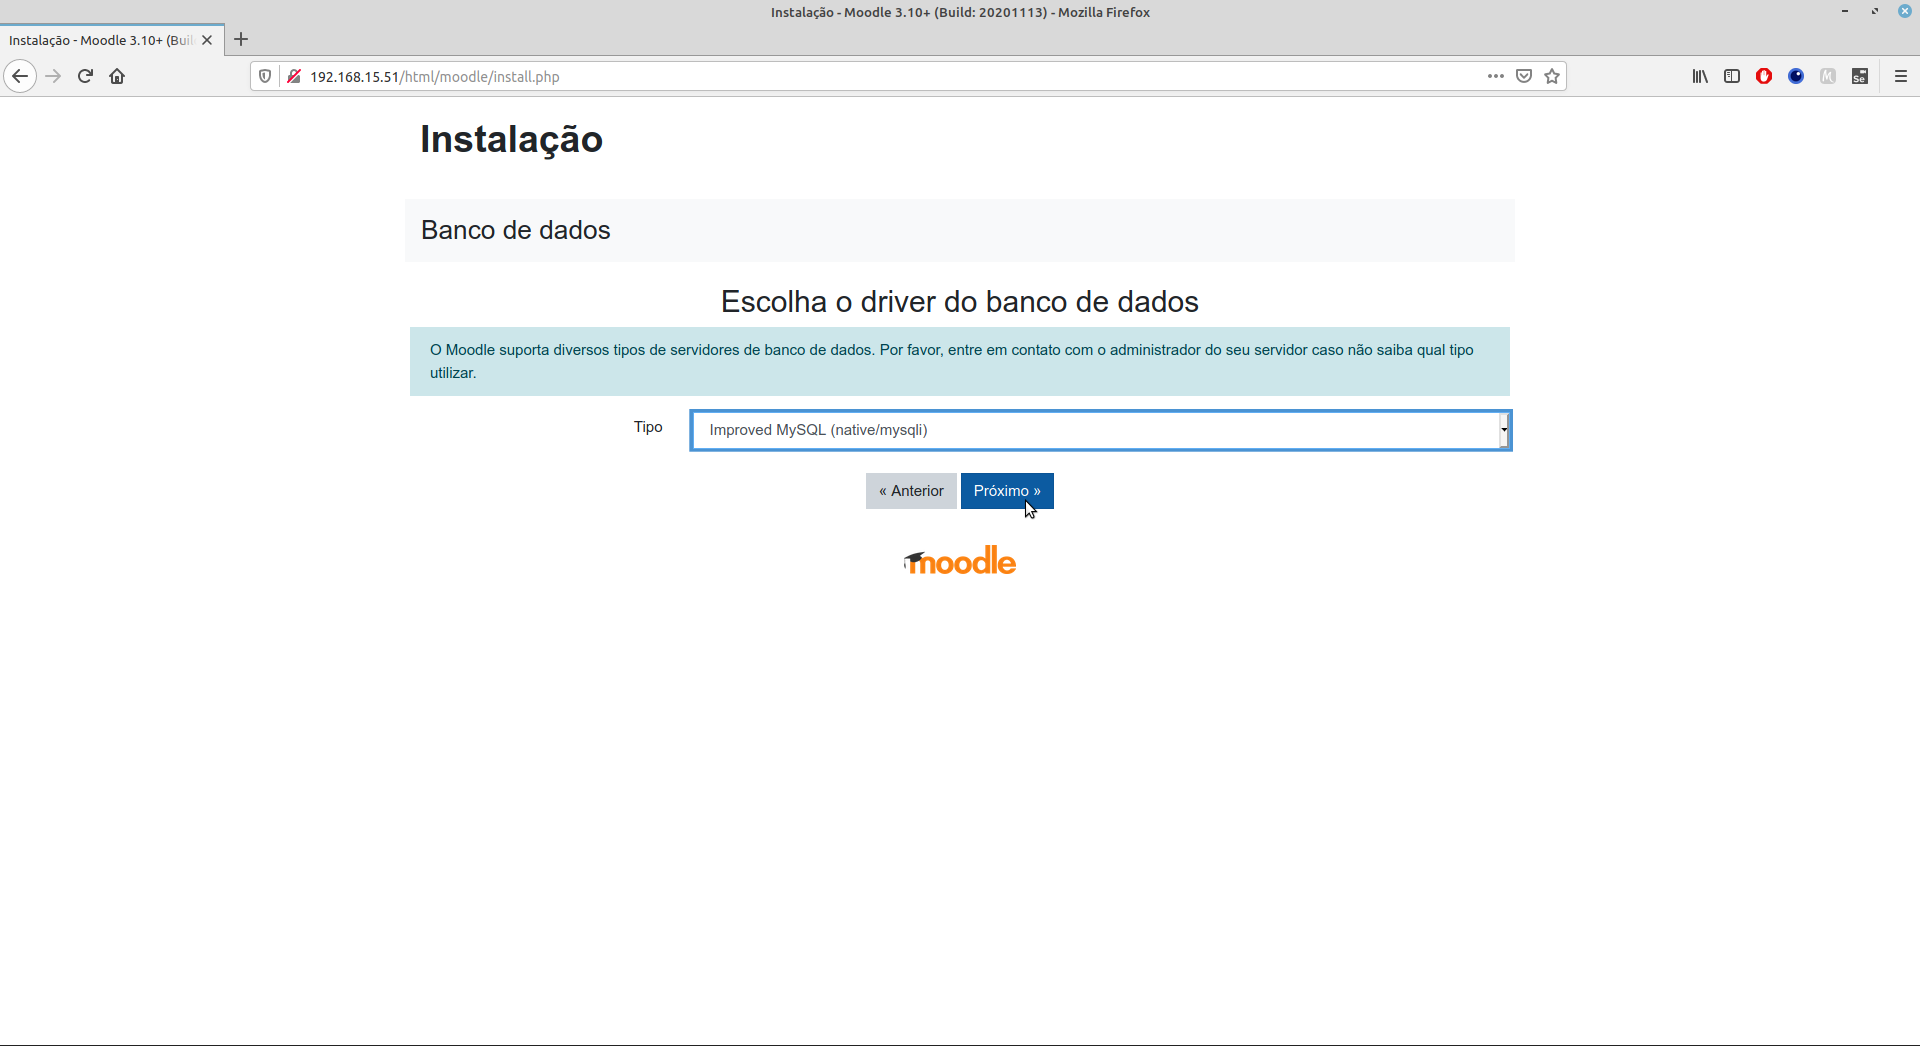 Instalação - Moodle 3.10+ (Build: 20201113) - Mozilla Firefox
Instalação - Moodle 3.10+ (Buil
192.168.15.51/html/moodle/install.php
Se
Instalação
Banco de dados
Escolha o driver do banco de dados
O Moodle suporta diversos tipos de servidores de banco de dados. Por favor, entre em contato com o administrador do seu servidor caso não saiba qual tipo
utilizar.
Tipo
Improved MySQL (native/mysqli)
« Anterior
Próximo »
moodle